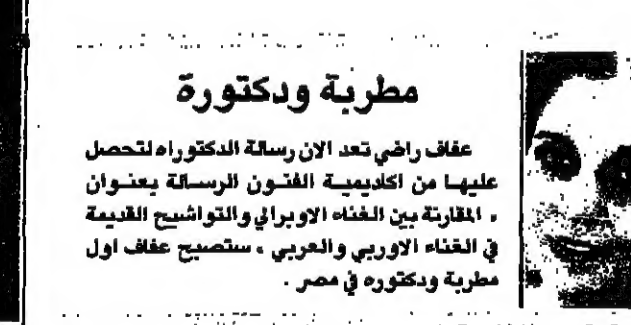 مطربة ودكتورة
عفاف راضي تعد الان رسالة الدكتوراه لتحصل
عليها من اكاديمية الفنون الرسالة بعنوان
« المقارنة بين الغناء الاوبرالي والتواشيح القديمة
في الغناء الاوربي والعربي » ستصبح عفاف اول
مطربة ودكتوره في مصر .